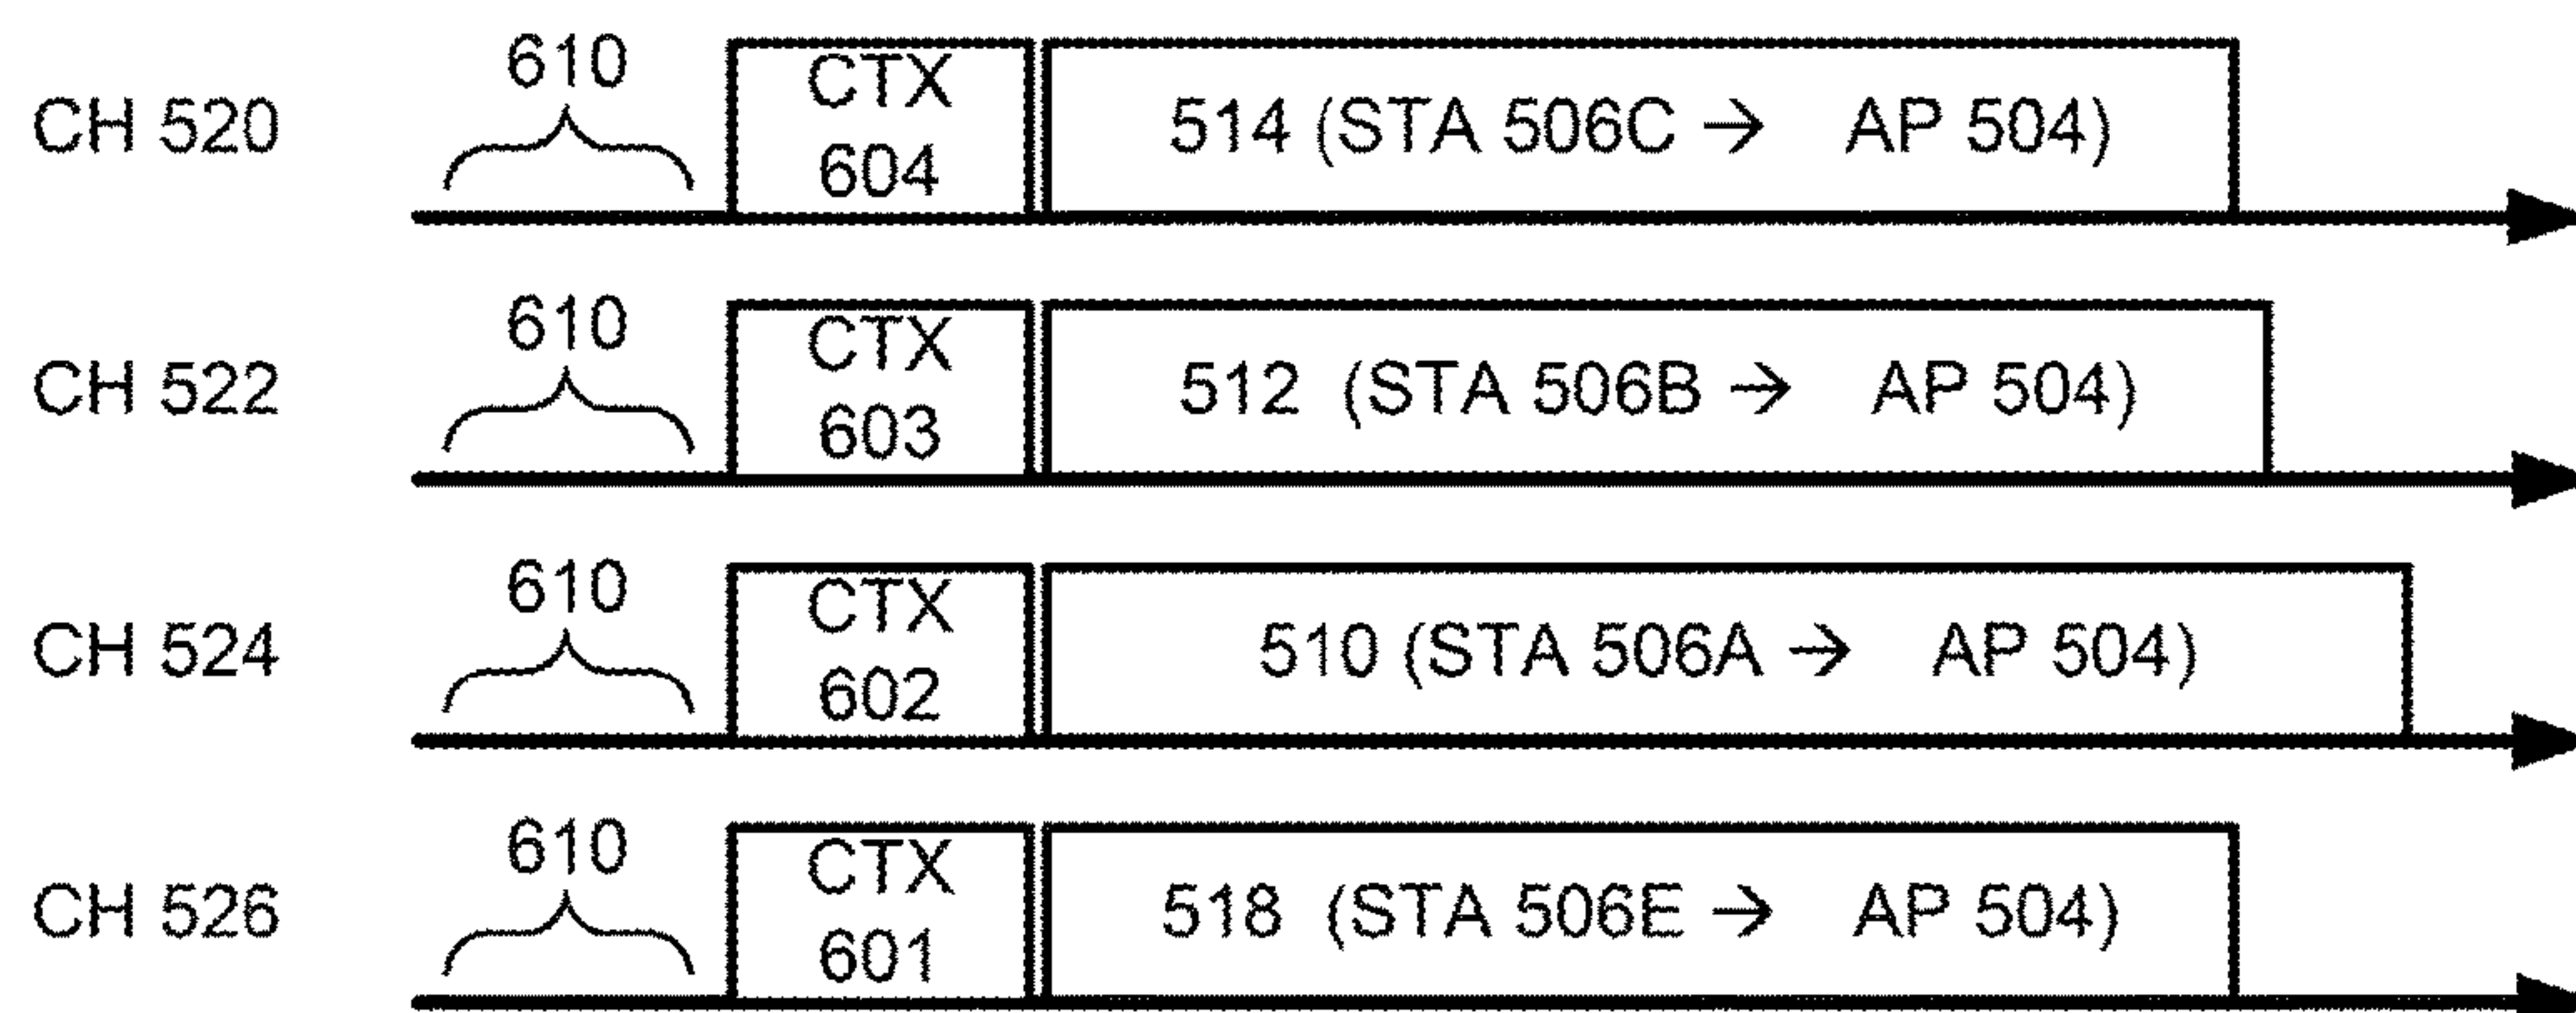 610
CTX
CH 520
514 (STA 506C → AP 504)
604
610
CTX
CH 522
512 (STA 506B → AP 504)
603
610
CTX
CH 524
510 (STA 506A → AP 504)
602
610
CTX
CH 526
518 (STA 506E → AP 504)
601